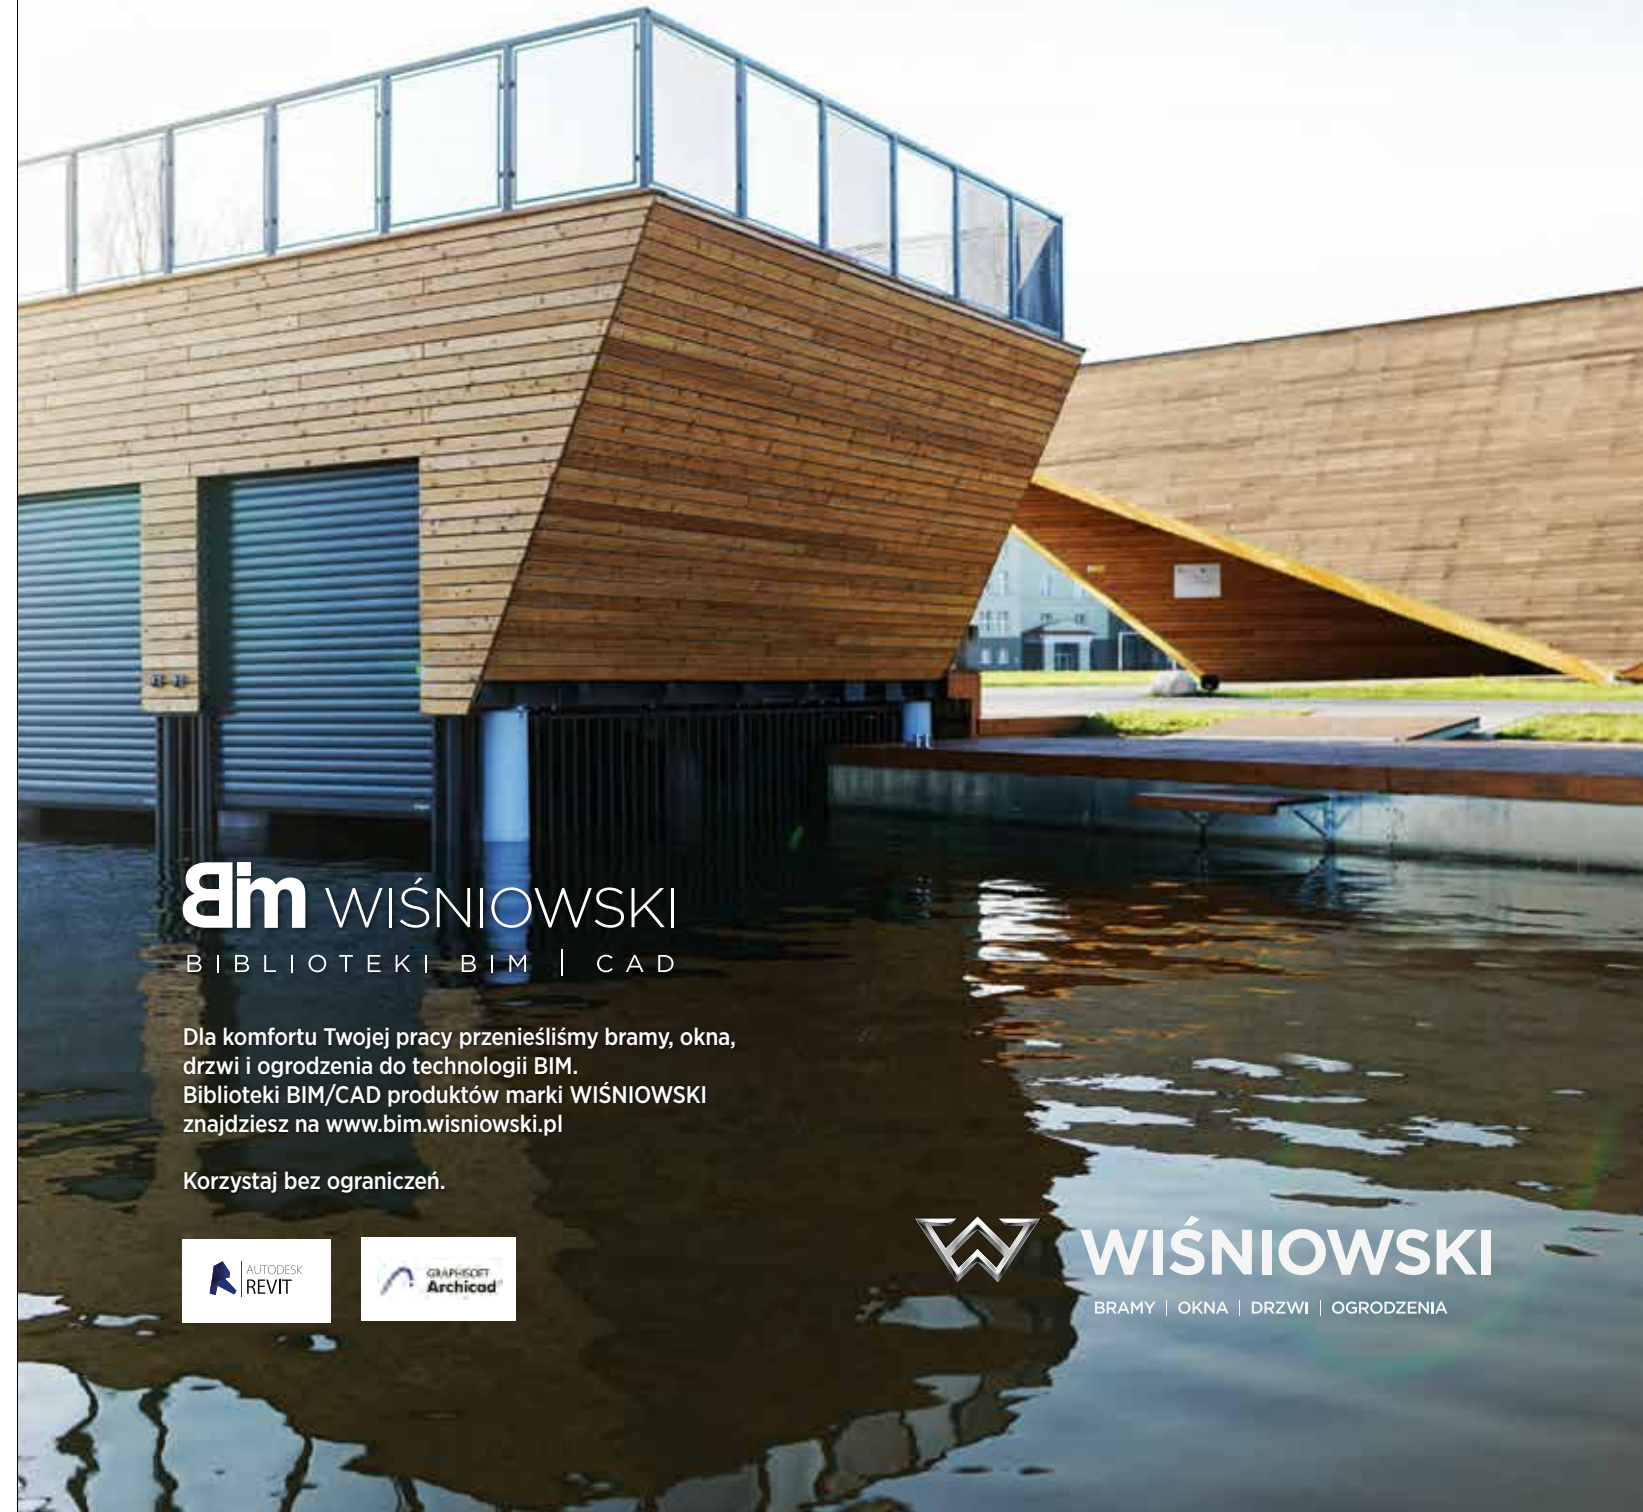 Bim WIŚNIOWSKI
BIBLIOTEKI BIM | CAD
Dla komfortu Twojej pracy przenieśliśmy bramy, okna,
drzwi i ogrodzenia do technologii BIM.
Biblioteki BIM/CAD produktów marki WIŚNIOWSKI
znajdziesz na www.bim.wisniowski.pl
Korzystaj bez ograniczeń.
AUTODESK
REVIT
GRAPHISOFT
Archicad
WIŚNIOWSKI
BRAMY | OKNA | DRZWI | OGRODZENIA